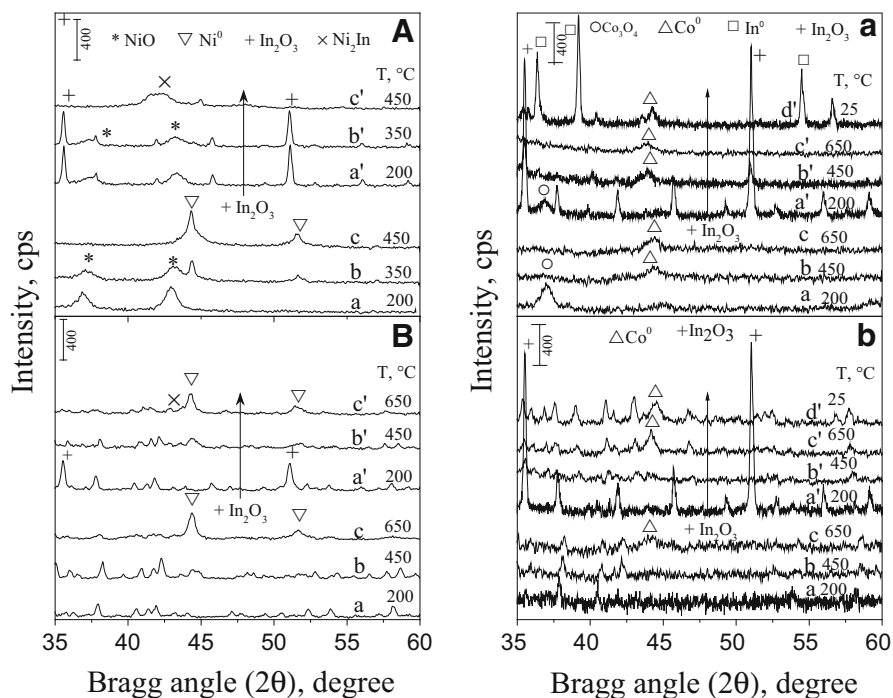 400
* NiO ▽ Ni⁰ + In₂O₃ × Ni₂In
A
T, °C
c' 450
b' 350
a' 200
+ In₂O₃
c 450
b 350
a 200
400
B
T, °C
c' 650
b' 450
a' 200
+ In₂O₃
c 650
b 450
a 200
35 40 45 50 55 60
Bragg angle (2θ), degree
Intensity, cps
○Co₃O₄ △Co⁰ □ In⁰ + In₂O₃
a
400
T, °C
d' 25
c' 650
b' 450
a' 200
+ In₂O₃
c 650
b 450
a 200
△Co⁰ +In₂O₃
b
400
T, °C
d' 25
c' 650
b' 450
a' 200
+ In₂O₃
c 650
b 450
a 200
35 40 45 50 55 60
Bragg angle (2θ), degree
Intensity, cps